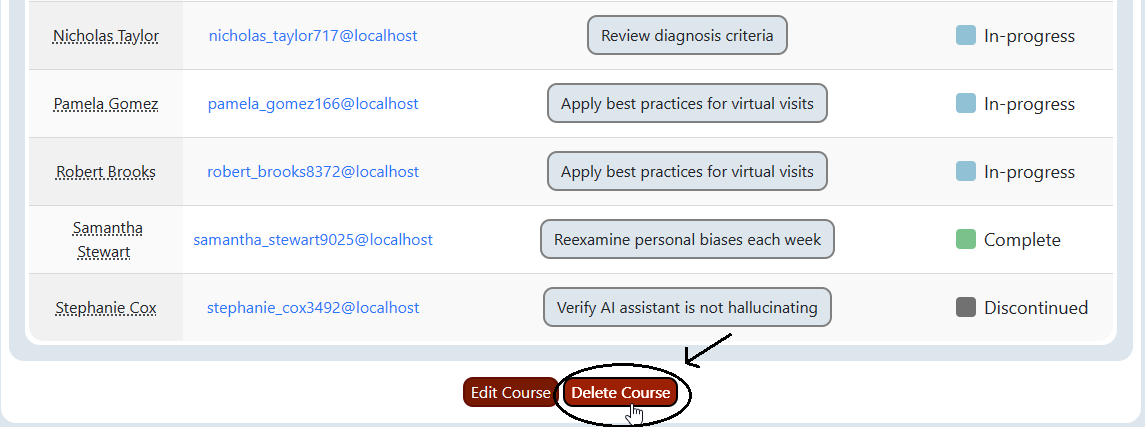 Nicholas Taylor nicholas_taylor717@localhost Review diagnosis criteria In-progress
Pamela Gomez pamela_gomez166@localhost Apply best practices for virtual visits In-progress
Robert Brooks robert_brooks8372@localhost Apply best practices for virtual visits In-progress
Samantha
Stewart samantha_stewart9025@localhost Reexamine personal biases each week Complete
Stephanie Cox stephanie_cox3492@localhost Verify AI assistant is not hallucinating Discontinued
Edit Course Delete Course